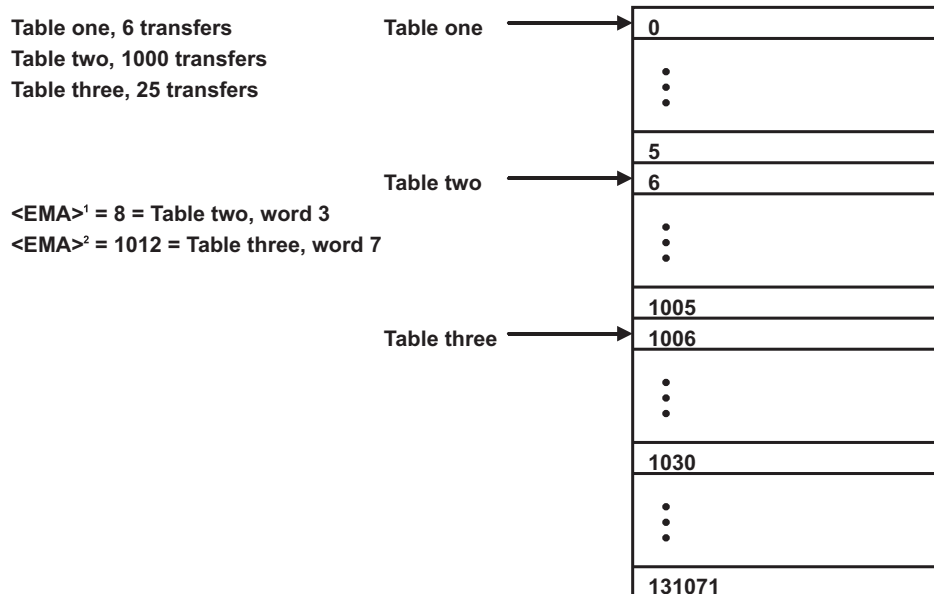 Table one, 6 transfers
Table two, 1000 transfers
Table three, 25 transfers
<EMA>¹ = 8 = Table two, word 3
<EMA>² = 1012 = Table three, word 7
Table one
0
5
Table two
6
1005
Table three
1006
1030
131071